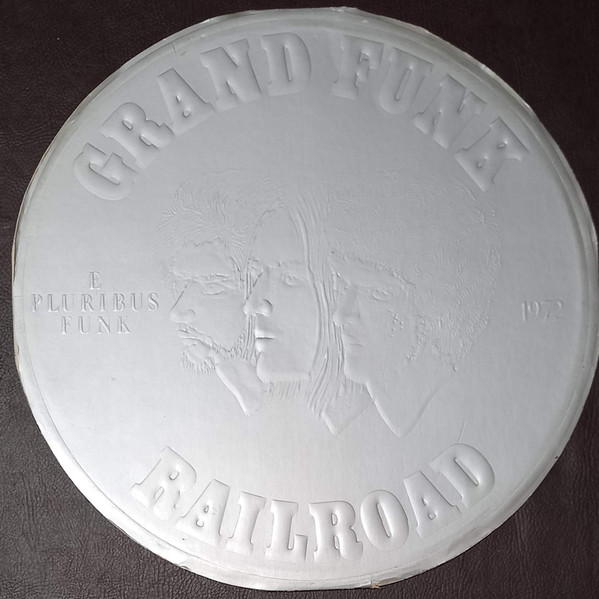 GRAND FUNK
E
PLURIBUS
FUNK
1972
RAILROAD